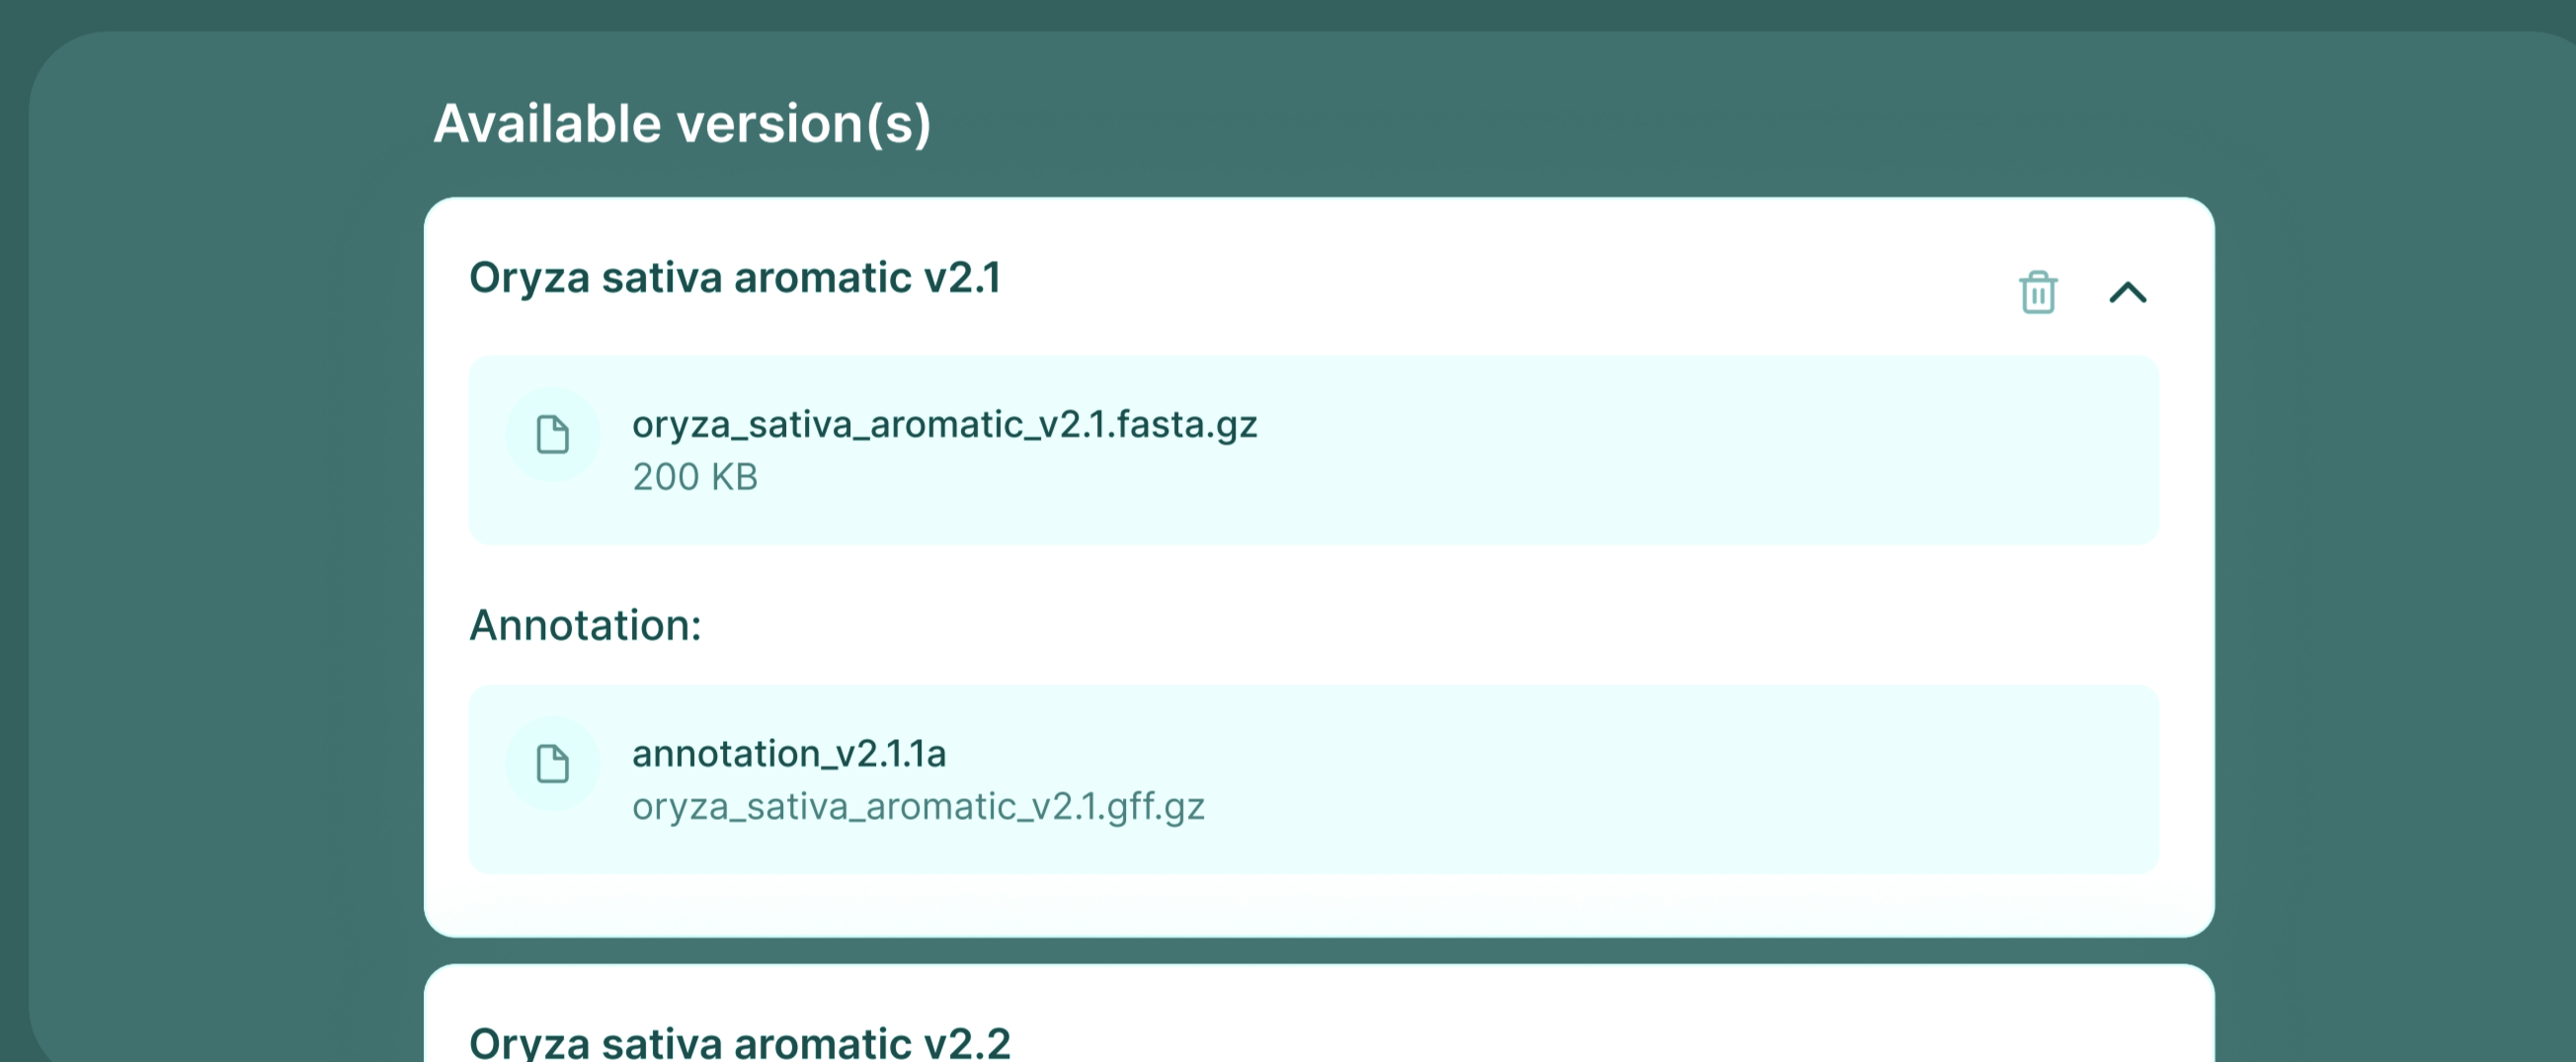 Available version(s)
Oryza sativa aromatic v2.1
oryza_sativa_aromatic_v2.1.fasta.gz
200 KB
Annotation:
annotation_v2.1.1a
oryza_sativa_aromatic_v2.1.gff.gz
Oryza sativa aromatic v2.2